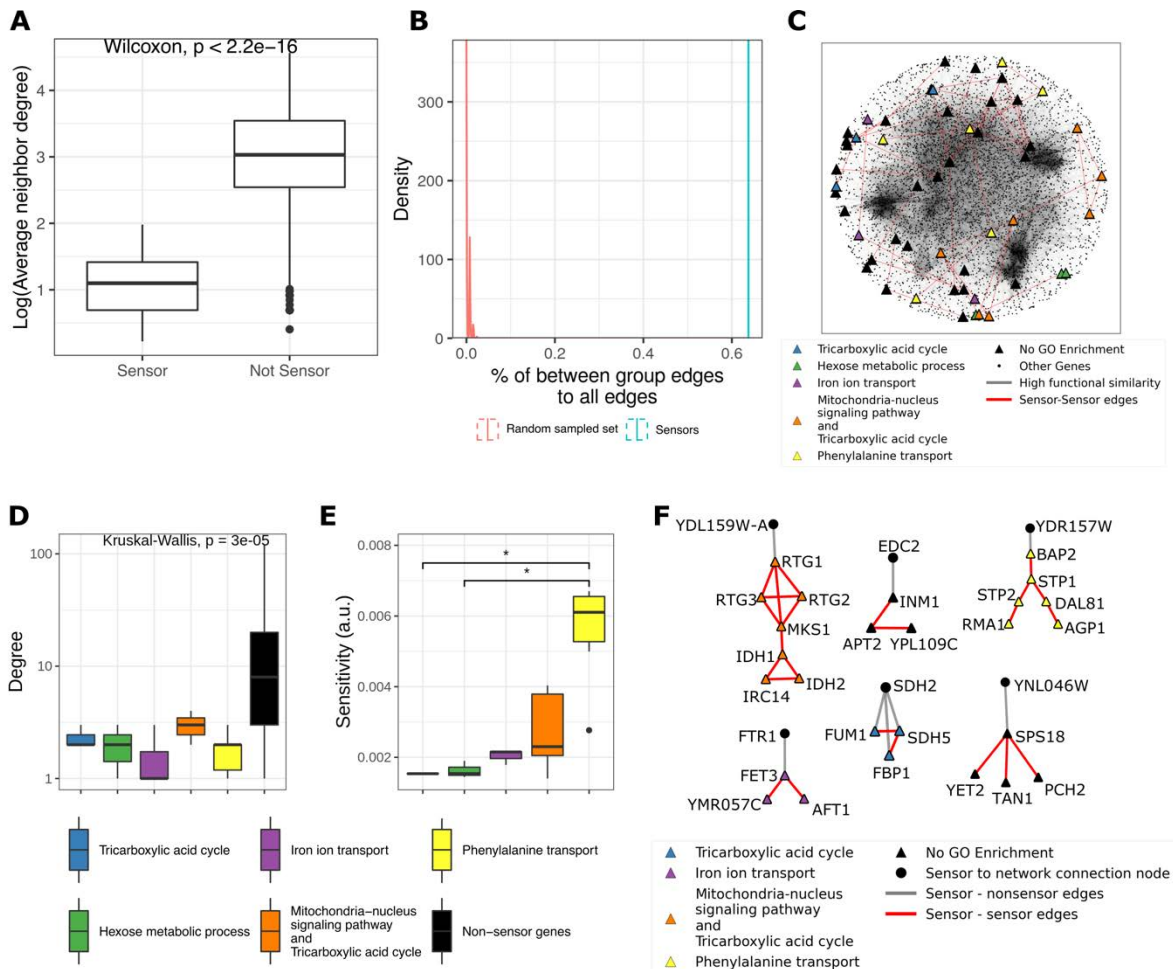 A
Wilcoxon, p < 2.2e−16
Log(Average neighbor degree)
4
3
2
1
Sensor
Not Sensor
B
Density
300
200
100
0
0.0
0.2
0.4
0.6
% of between group edges
to all edges
Random sampled set
Sensors
C
Tricarboxylic acid cycle
Hexose metabolic process
Iron ion transport
Mitochondria-nucleus
signaling pathway
and
Tricarboxylic acid cycle
Phenylalanine transport
No GO Enrichment
Other Genes
High functional similarity
Sensor-Sensor edges
D
Kruskal-Wallis, p = 3e-05
Degree
100
10
1
E
Sensitivity (a.u.)
0.008
0.006
0.004
0.002
*
*
Tricarboxylic acid cycle
Iron ion transport
Phenylalanine transport
Hexose metabolic process
Mitochondria−nucleus
signaling pathway
and
Tricarboxylic acid cycle
Non−sensor genes
F
YDL159W-A
RTG1
RTG3
RTG2
MKS1
IDH1
IRC14
IDH2
EDC2
INM1
APT2
YPL109C
YDR157W
BAP2
STP1
STP2
DAL81
RMA1
AGP1
FTR1
FET3
YMR057C
AFT1
SDH2
FUM1
SDH5
FBP1
YNL046W
SPS18
YET2
TAN1
PCH2
Tricarboxylic acid cycle
Iron ion transport
Mitochondria-nucleus
signaling pathway
and
Tricarboxylic acid cycle
Phenylalanine transport
No GO Enrichment
Sensor to network connection node
Sensor - nonsensor edges
Sensor - sensor edges